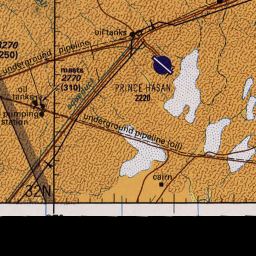 oil tanks
3270
(250)
underground pipeline
masts
2770
(310)
PRINCE HASAN
2220
oil
tanks
pumping
station
underground pipeline (oil)
cairn
32N